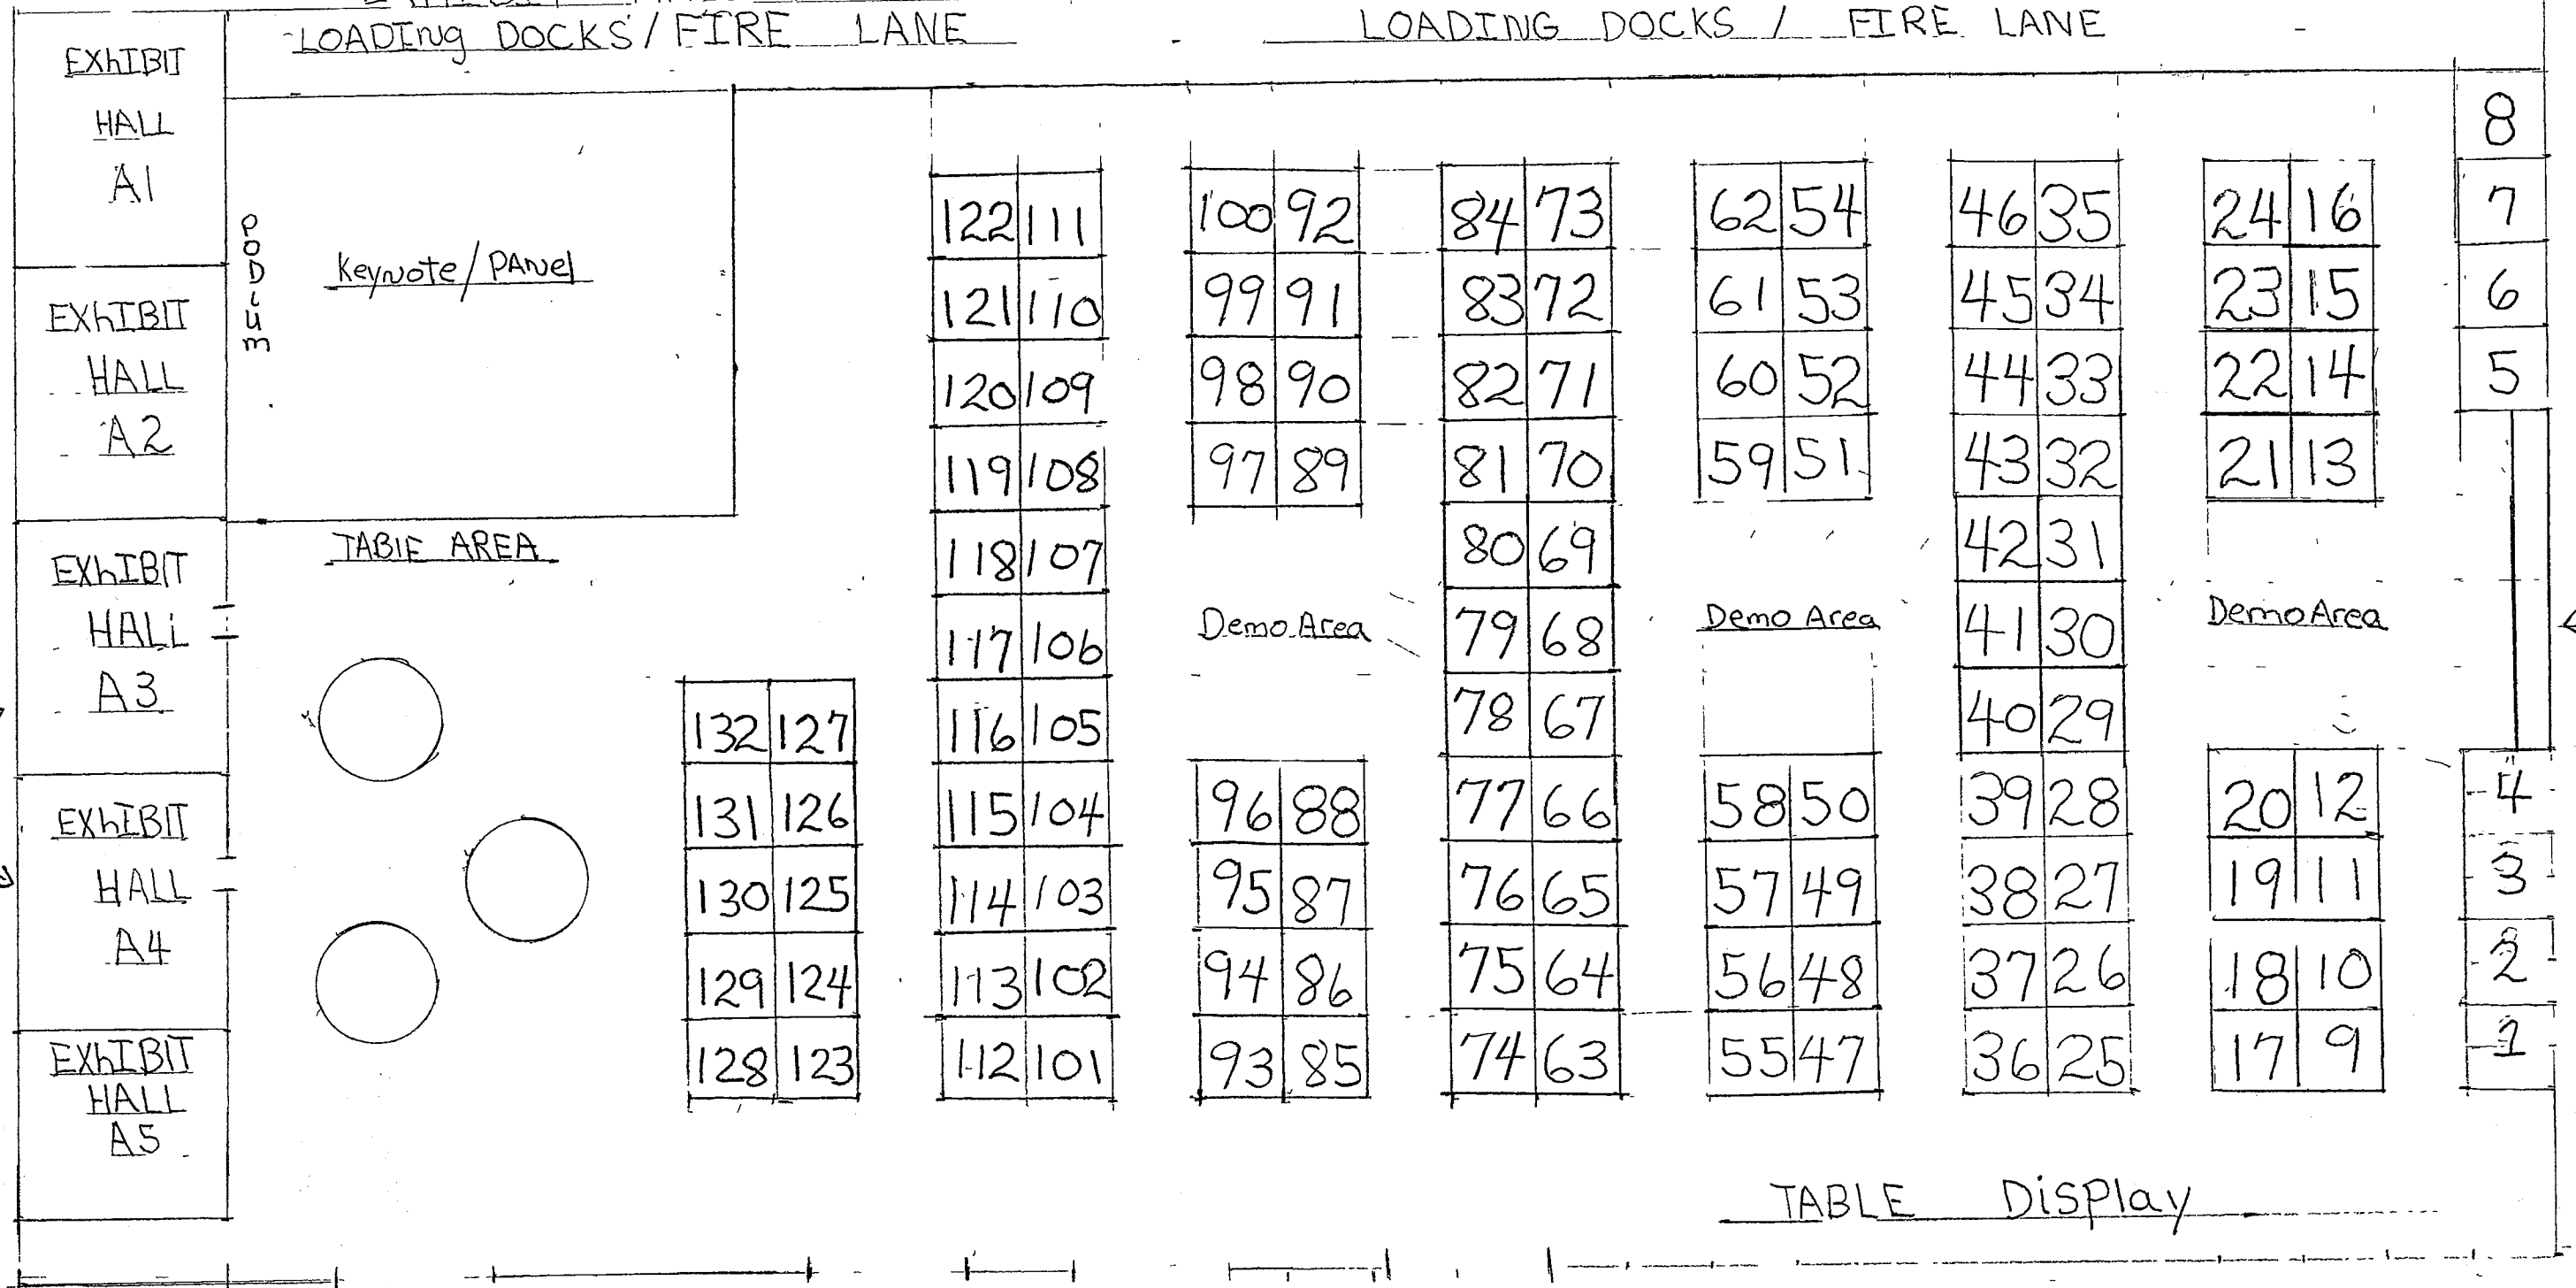 LOADING DOCKS / FIRE LANE
LOADING DOCKS / FIRE LANE
EXhIBIT
HALL
A1
EXhIBIT
HALL
A2
EXhIBIT
HALL
A3
EXhIBIT
HALL
A4
EXhIBIT
HALL
A5
PODIUM
Keynote/PANel
TABLE AREA
8
122 111 100 92 84 73 62 54 46 35 24 16 7
121 110 99 91 83 72 61 53 45 34 23 15 6
120 109 98 90 82 71 60 52 44 33 22 14 5
119 108 97 89 81 70 59 51 43 32 21 13
118 107 80 69 42 31
117 106 Demo Area 79 68 Demo Area 41 30 Demo Area
132 127 116 105 78 67 40 29
131 126 115 104 96 88 77 66 58 50 39 28 20 12 4
130 125 114 103 95 87 76 65 57 49 38 27 19 11 3
129 124 113 102 94 86 75 64 56 48 37 26 18 10 2
128 123 112 101 93 85 74 63 55 47 36 25 17 9 1
TABLE Display